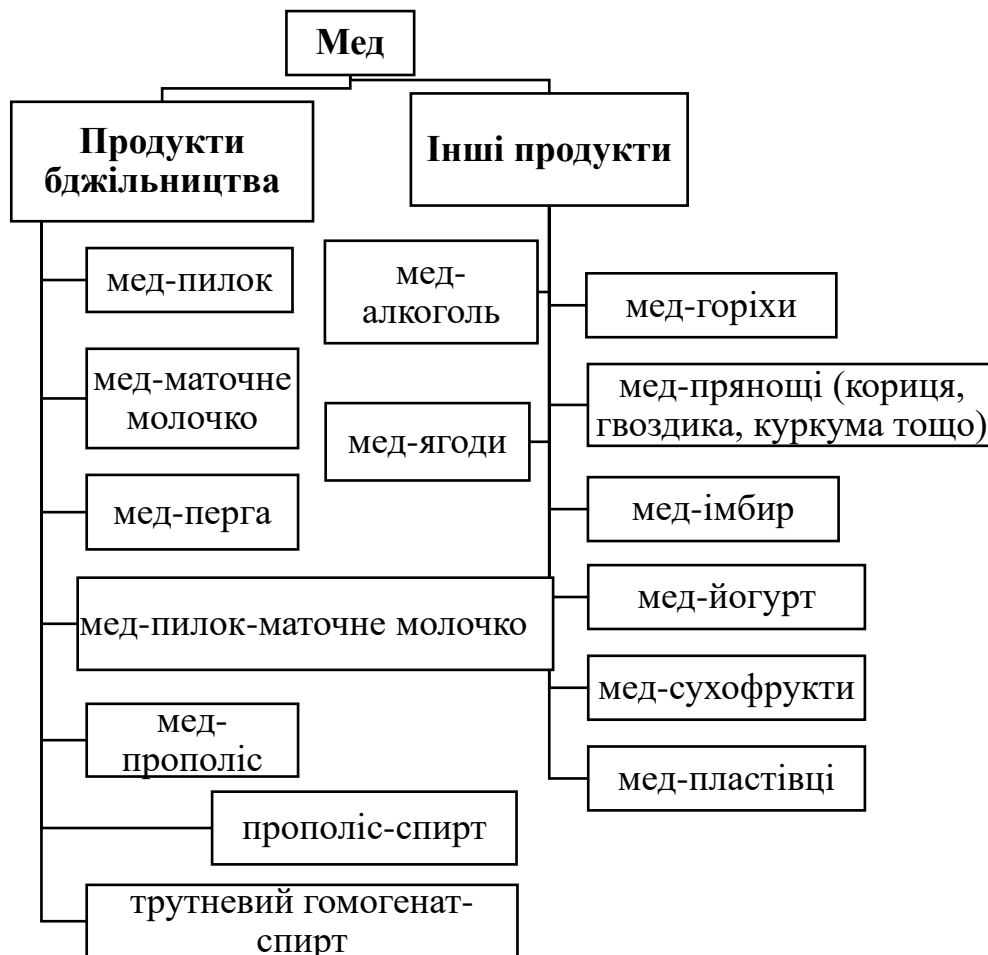 Мед
Продукти
бджільництва
мед-пилок
мед-маточне
молочко
мед-перга
мед-пилок-маточне молочко
мед-
прополіс
прополіс-спирт
трутневий гомогенат-
спирт
Інші продукти
мед-
алкоголь
мед-ягоди
мед-горіхи
мед-прянощі (кориця,
гвоздика, куркума тощо)
мед-імбир
мед-йогурт
мед-сухофрукти
мед-пластівці